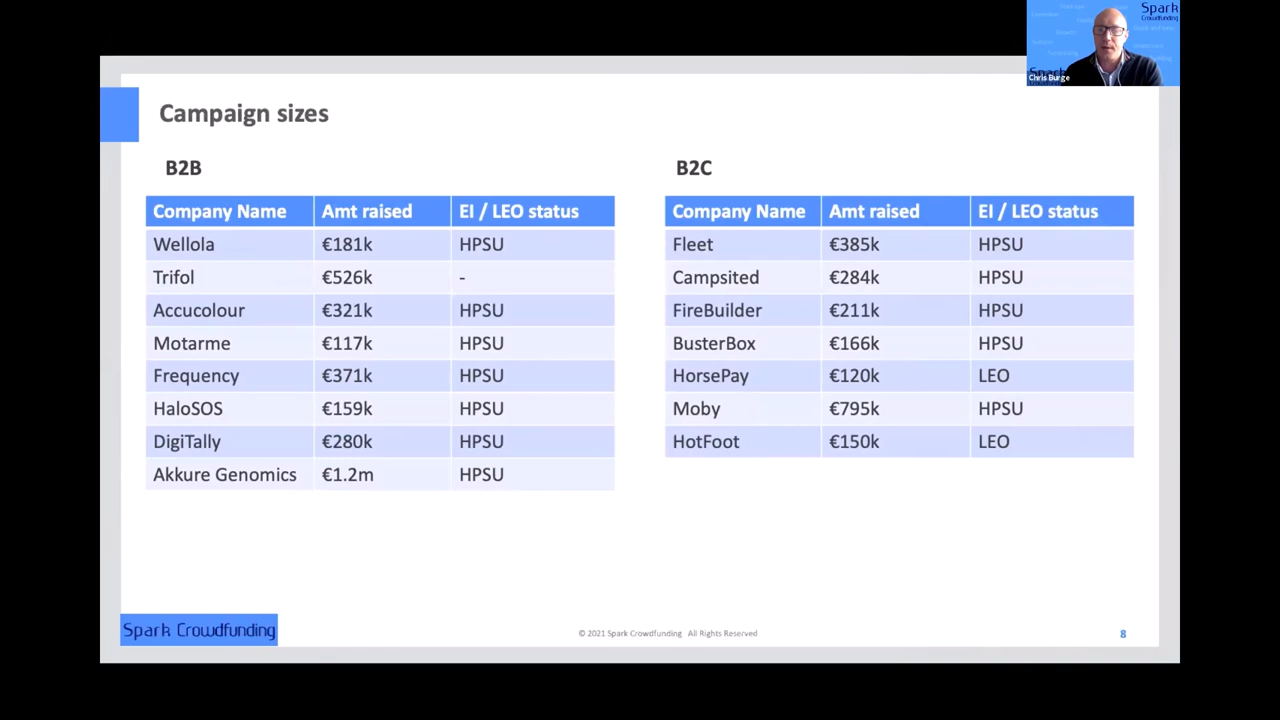 Spark
Crowdfunding
Chris Burge
Campaign sizes
B2B
Company Name Amt raised EI / LEO status
Wellola €181k HPSU
Trifol €526k -
Accucolour €321k HPSU
Motarme €117k HPSU
Frequency €371k HPSU
HaloSOS €159k HPSU
DigiTally €280k HPSU
Akkure Genomics €1.2m HPSU
B2C
Company Name Amt raised EI / LEO status
Fleet €385k HPSU
Campsited €284k HPSU
FireBuilder €211k HPSU
BusterBox €166k HPSU
HorsePay €120k LEO
Moby €795k HPSU
HotFoot €150k LEO
Spark Crowdfunding
© 2021 Spark Crowdfunding All Rights Reserved
8